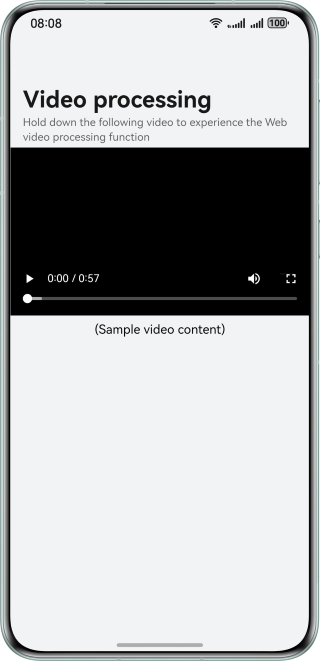 08:08
100
Video processing
Hold down the following video to experience the Web
video processing function
0:00 / 0:57
(Sample video content)